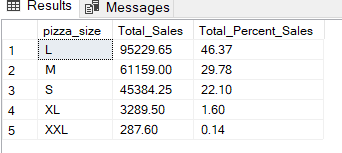 Results Messages
pizza_size Total_Sales Total_Percent_Sales
1 L 95229.65 46.37
2 M 61159.00 29.78
3 S 45384.25 22.10
4 XL 3289.50 1.60
5 XXL 287.60 0.14